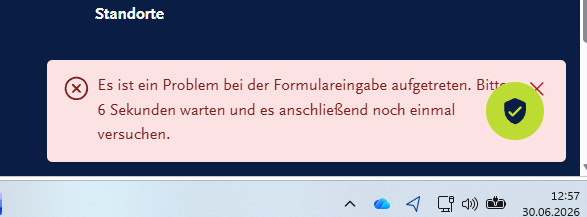 Standorte
Es ist ein Problem bei der Formulareingabe aufgetreten. Bitte
6 Sekunden warten und es anschließend noch einmal
versuchen.
12:57
30.06.2026